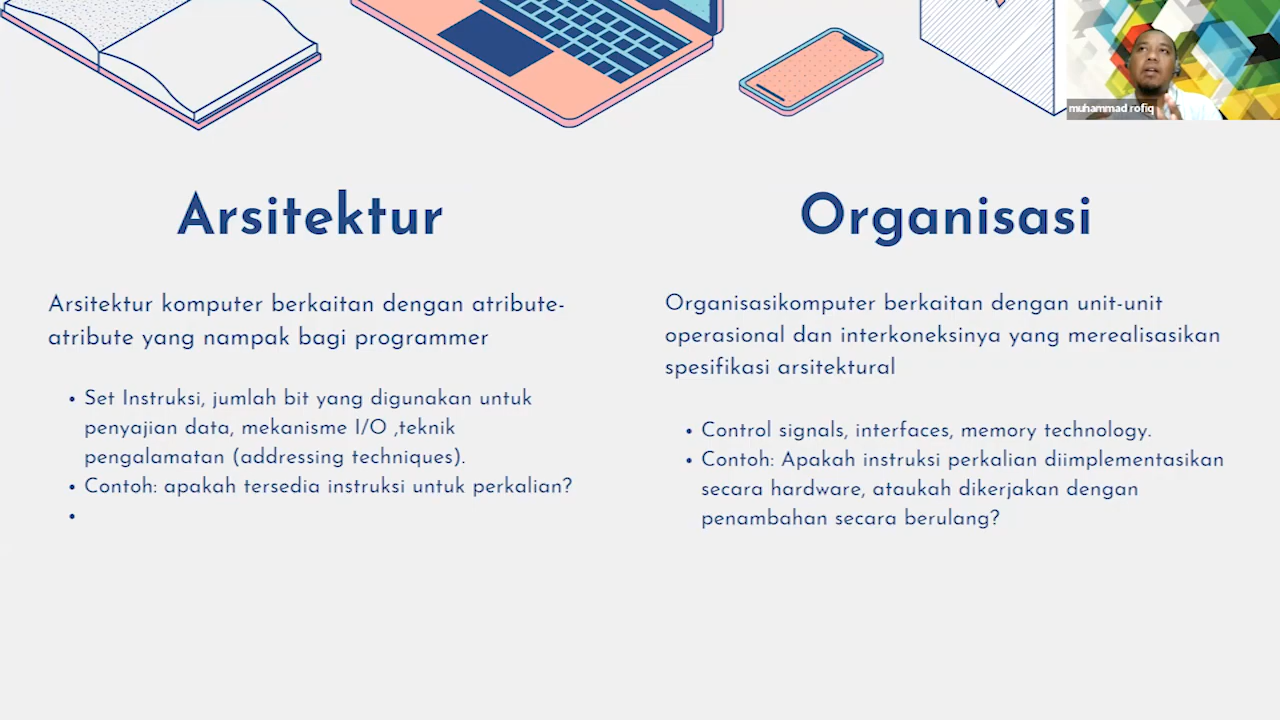 muhammad rofiq
Arsitektur
Arsitektur komputer berkaitan dengan atribute-
atribute yang nampak bagi programmer
• Set Instruksi, jumlah bit yang digunakan untuk
penyajian data, mekanisme I/O ,teknik
pengalamatan (addressing techniques).
• Contoh: apakah tersedia instruksi untuk perkalian?
•
Organisasi
Organisasikomputer berkaitan dengan unit-unit
operasional dan interkoneksinya yang merealisasikan
spesifikasi arsitektural
• Control signals, interfaces, memory technology.
• Contoh: Apakah instruksi perkalian diimplementasikan
secara hardware, ataukah dikerjakan dengan
penambahan secara berulang?